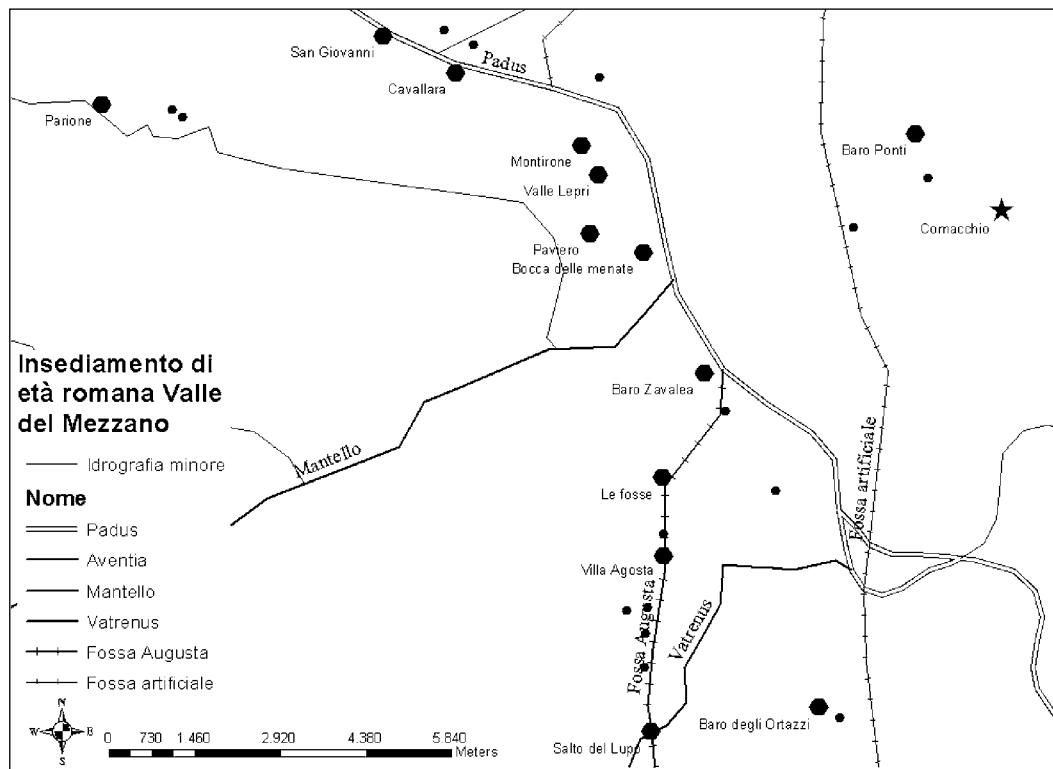 San Giovanni
Padus
Cavallara
Parione
Montirone
Valle Lepri
Baro Ponti
Comacchio
Paviero
Bocca delle menate
Insediamento di
età romana Valle
del Mezzano
Baro Zavalea
Mantello
Fossa artificiale
Idrografia minore
Nome
Padus
Aventia
Mantello
Vatrenus
Fossa Augusta
Fossa artificiale
Le fosse
Villa Agosta
Fossa Augusta
Vatrenus
Baro degli Ortazzi
Salto del Lupo
N
W E
S
0 730 1.460 2.920 4.380 5.840
Meters